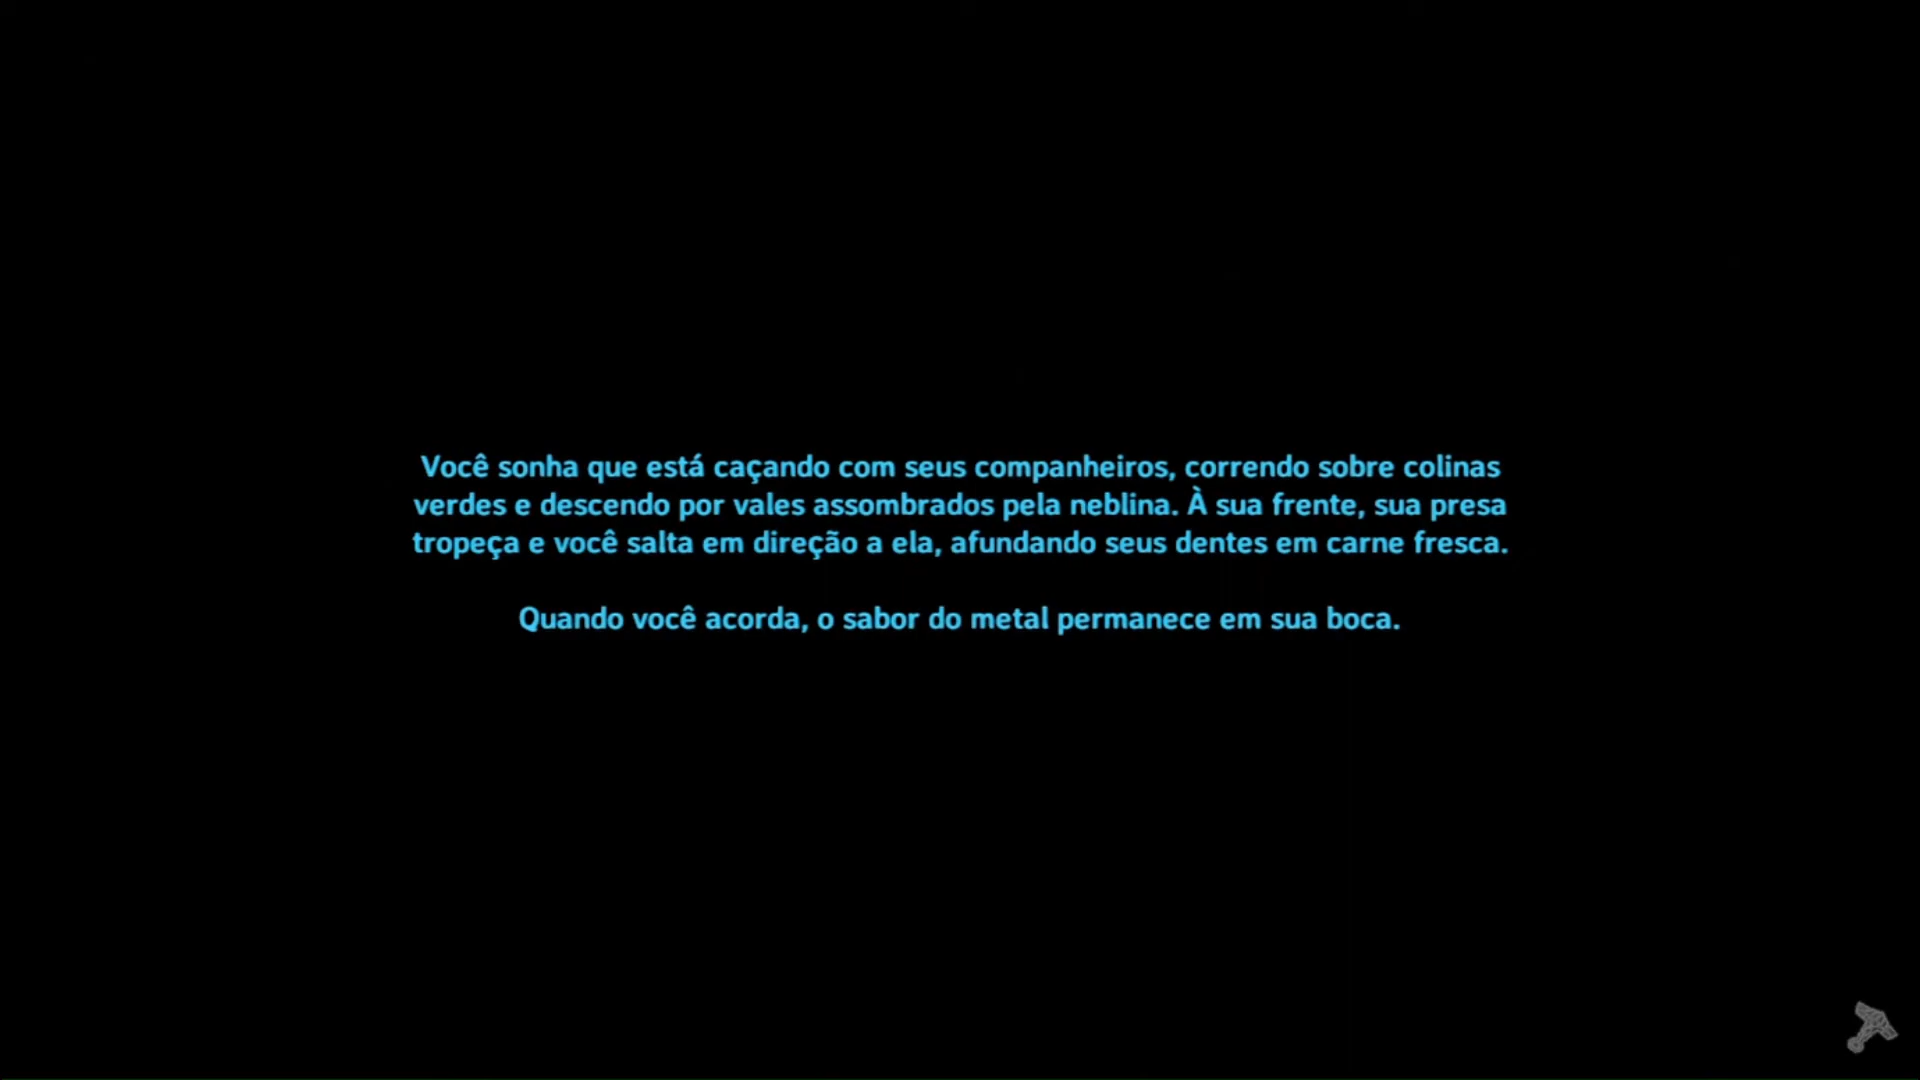 Você sonha que está caçando com seus companheiros, correndo sobre colinas
verdes e descendo por vales assombrados pela neblina. À sua frente, sua presa
tropeça e você salta em direção a ela, afundando seus dentes em carne fresca.
Quando você acorda, o sabor do metal permanece em sua boca.